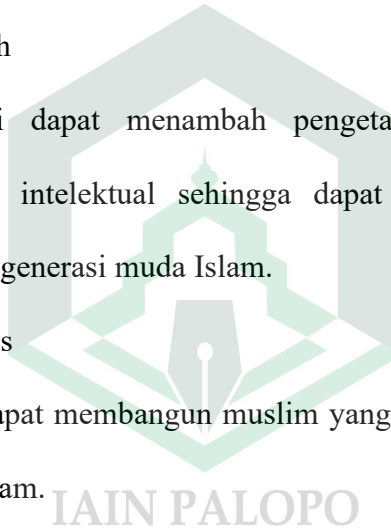 h
i dapat menambah pengeta
intelektual sehingga dapat
generasi muda Islam.
s
apat membangun muslim yang
am.
IAIN PALOPO